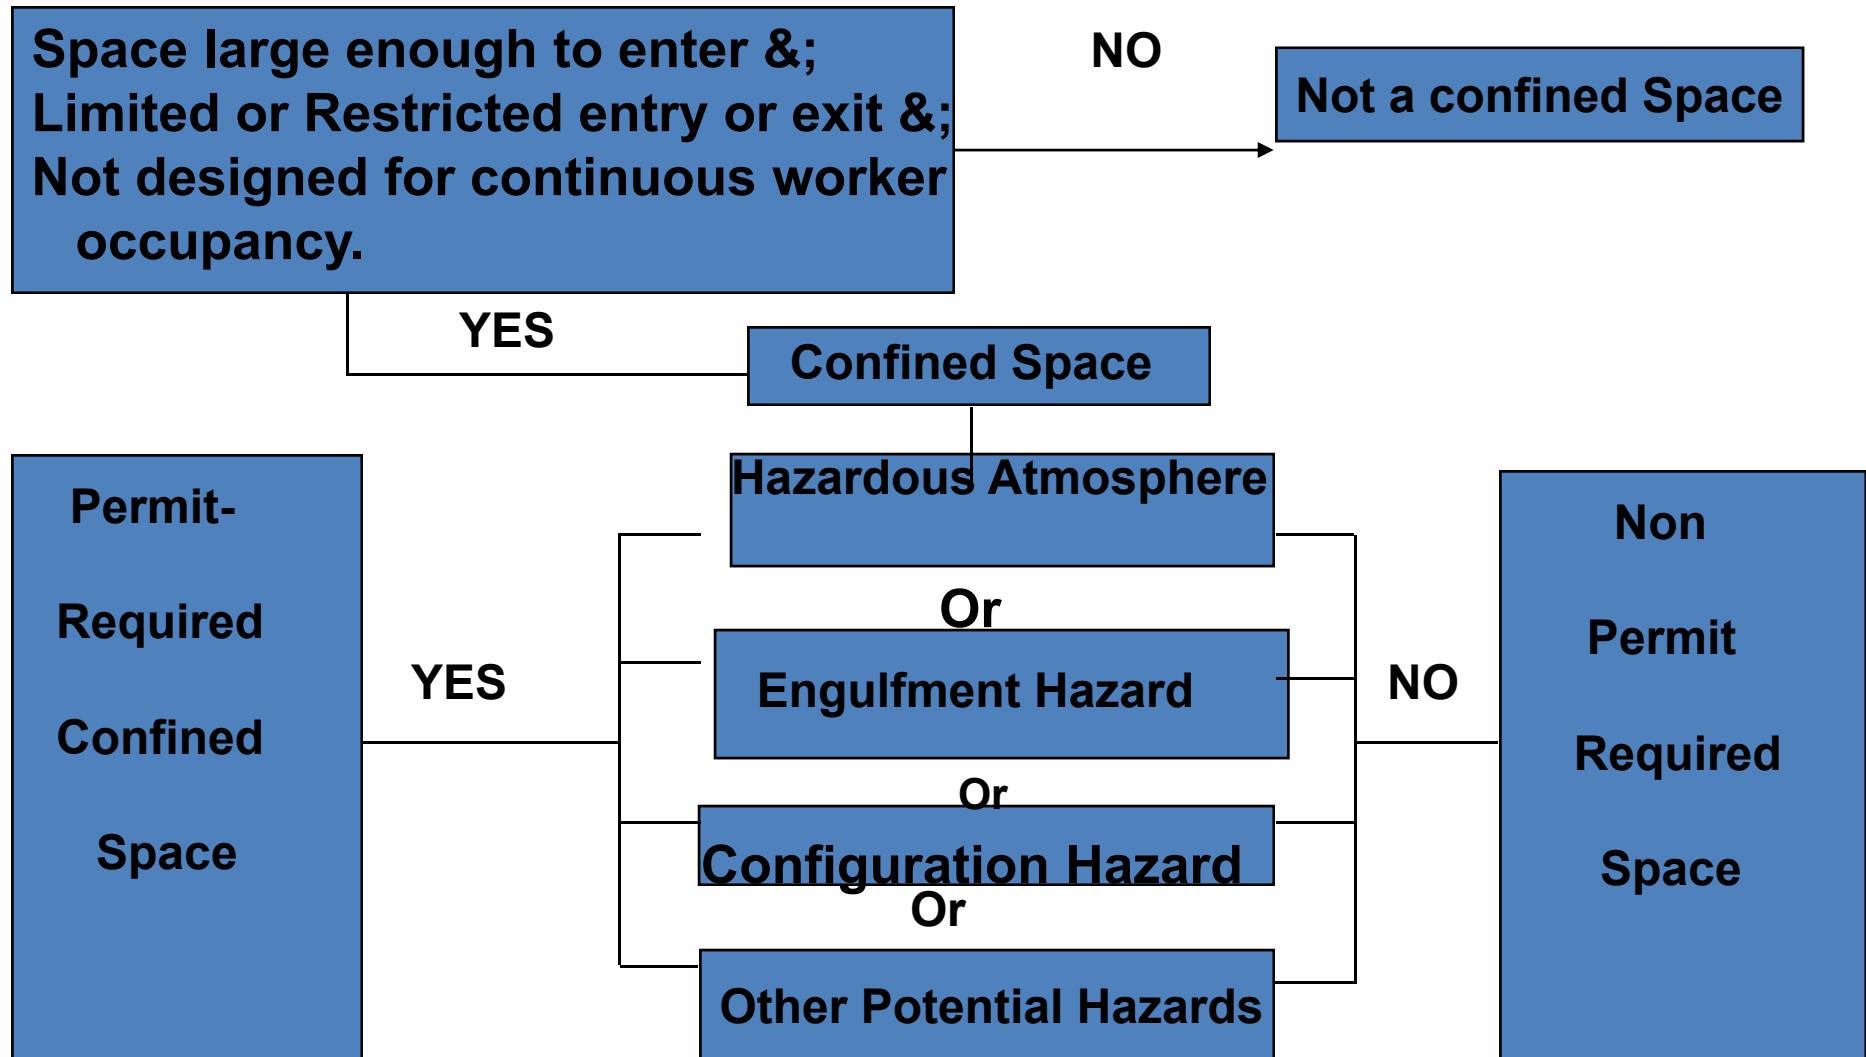 Space large enough to enter &;
Limited or Restricted entry or exit &;
Not designed for continuous worker
occupancy.
NO
Not a confined Space
YES
Confined Space
Permit-
Required
Confined
Space
YES
Hazardous Atmosphere
Or
Engulfment Hazard
Or
Configuration Hazard
Or
Other Potential Hazards
NO
Non
Permit
Required
Space